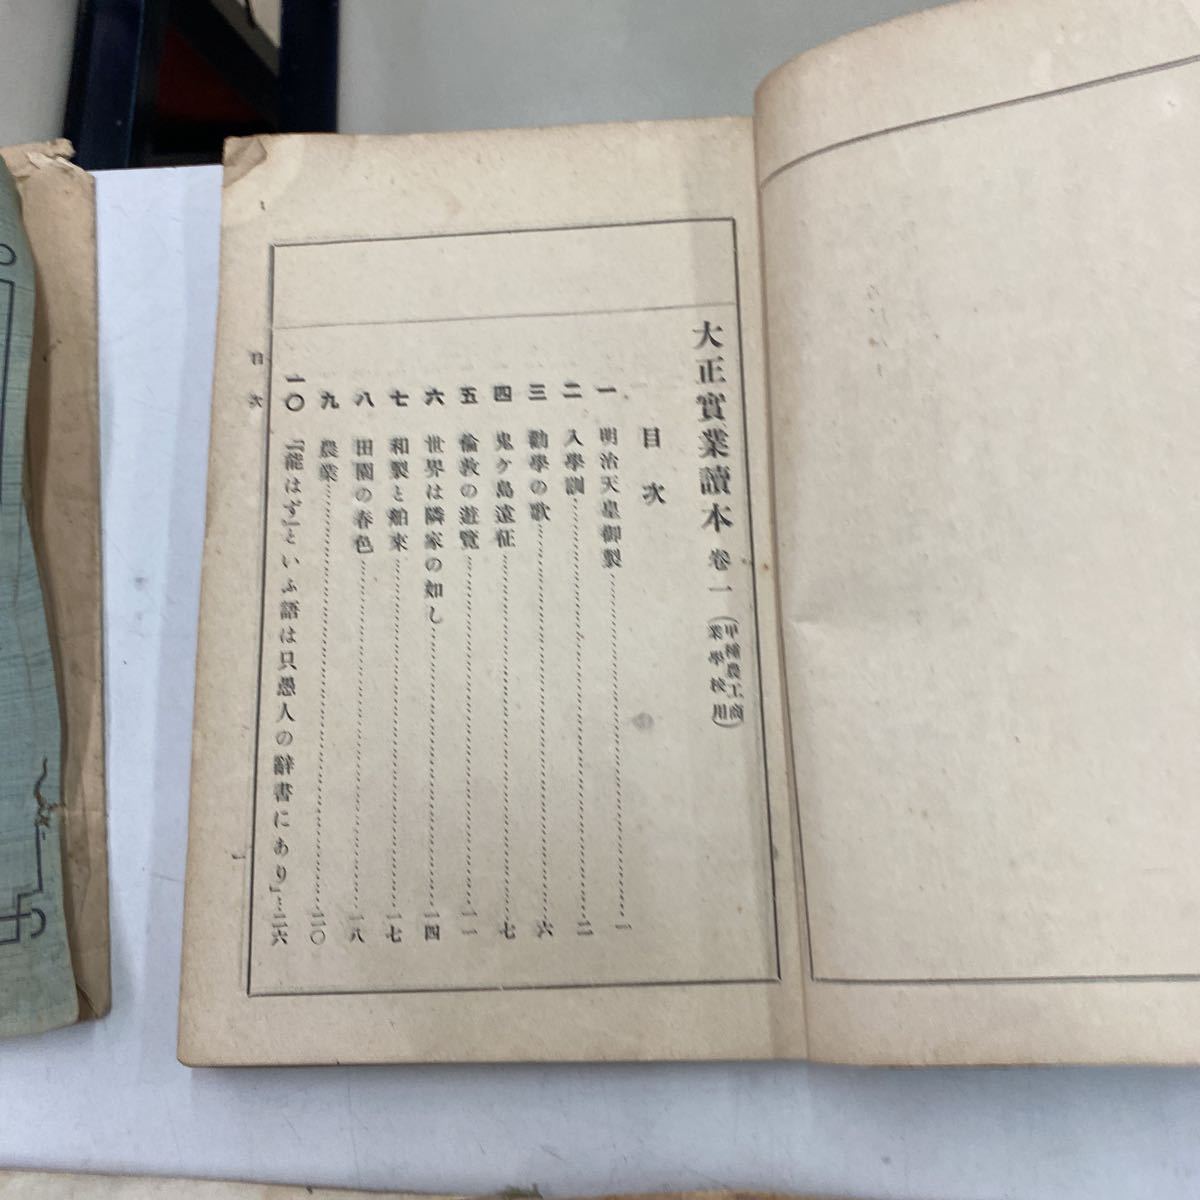 大正實業讀本 卷一 (甲種農工商業學校用)
目次
一 明治天皇御製 一
二 入學訓 二
三 勸學の歌 六
四 鬼ケ島遠征 七
五 倫敦の遊覽 一一
六 世界は隣家の如し 一四
七 和製と舶來 一七
八 田園の春色 一八
九 農業 二〇
一〇 「『能はず』といふ語は只愚人の辭書にあり」 二六
目次
一